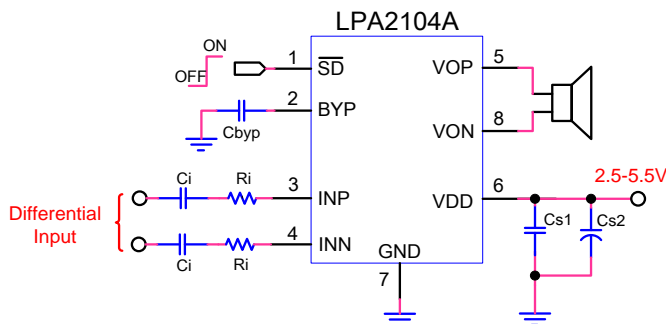 LPA2104A
ON
OFF
1
SD
2
BYP
Cbyp
5
VOP
8
VON
Differential
Input
Ci
Ri
3
INP
Ci
Ri
4
INN
6
VDD
2.5-5.5V
Cs1
Cs2
GND
7